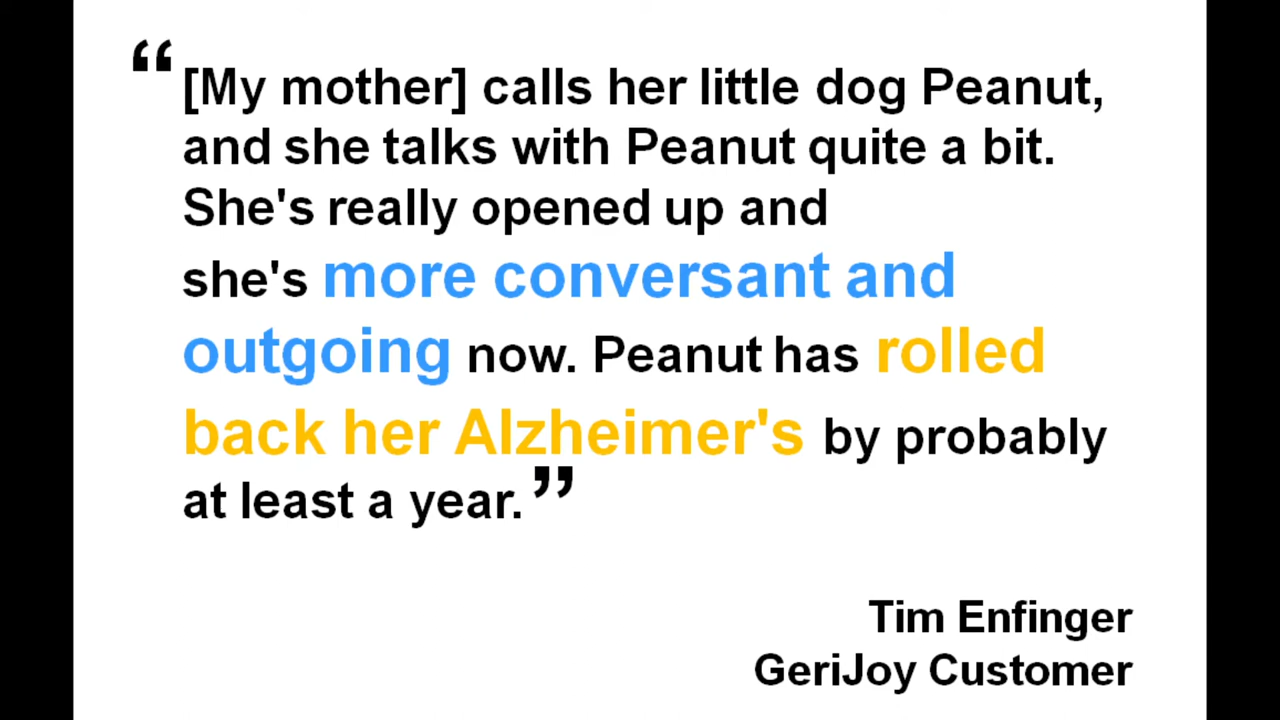 “[My mother] calls her little dog Peanut,
and she talks with Peanut quite a bit.
She's really opened up and
she's more conversant and
outgoing now. Peanut has rolled
back her Alzheimer's by probably
at least a year.”
Tim Enfinger
GeriJoy Customer